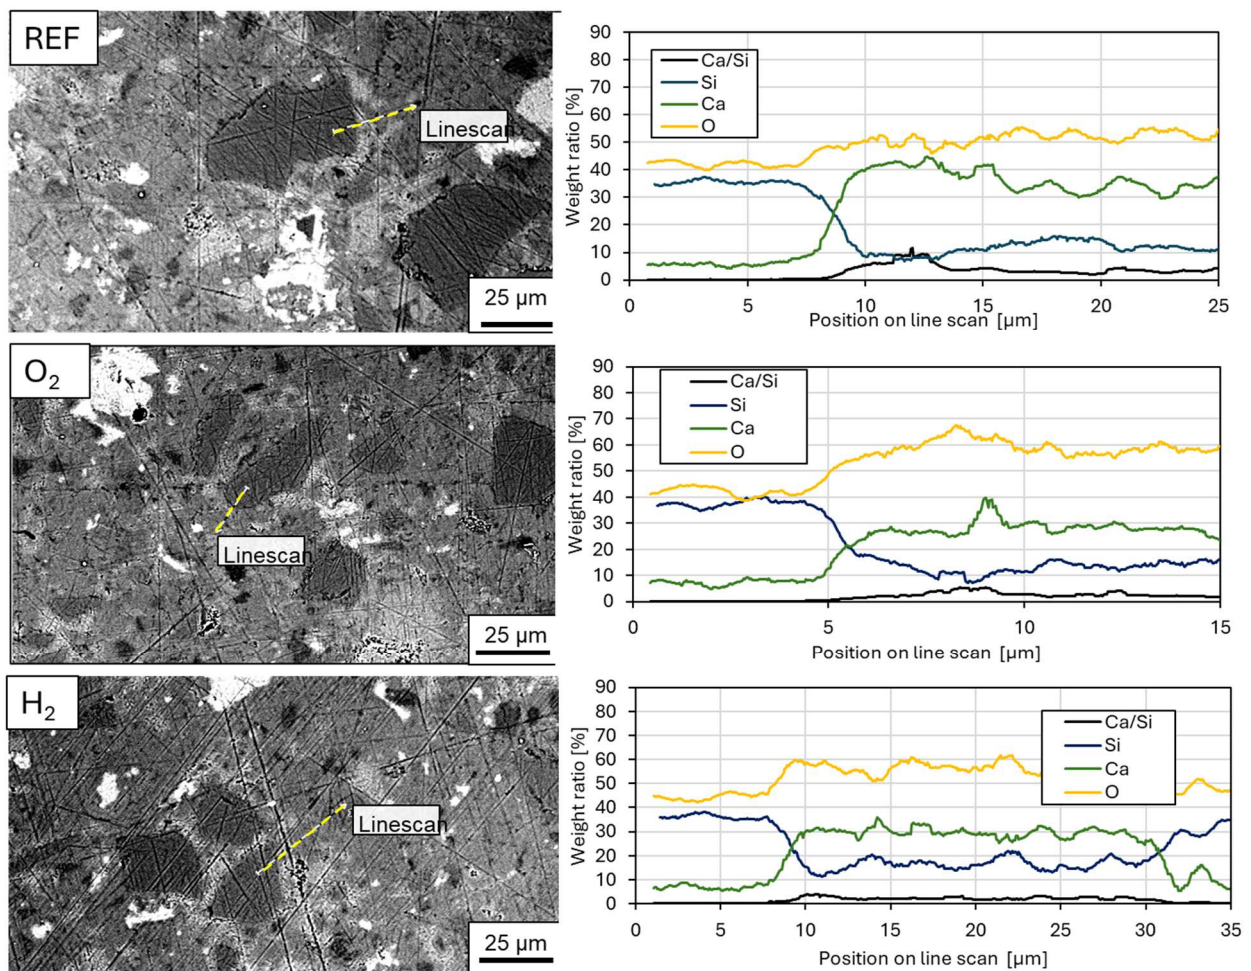 REF
Linescan
25 µm
Weight ratio [%]
90
80
70
60
50
40
30
20
10
0
Ca/Si
Si
Ca
O
0 5 10 15 20 25
Position on line scan [µm]
O₂
Linescan
25 µm
Weight ratio [%]
90
80
70
60
50
40
30
20
10
0
Ca/Si
Si
Ca
O
0 5 10 15
Position on line scan [µm]
H₂
Linescan
25 µm
Weight ratio [%]
90
80
70
60
50
40
30
20
10
0
Ca/Si
Si
Ca
O
0 5 10 15 20 25 30 35
Position on line scan [µm]